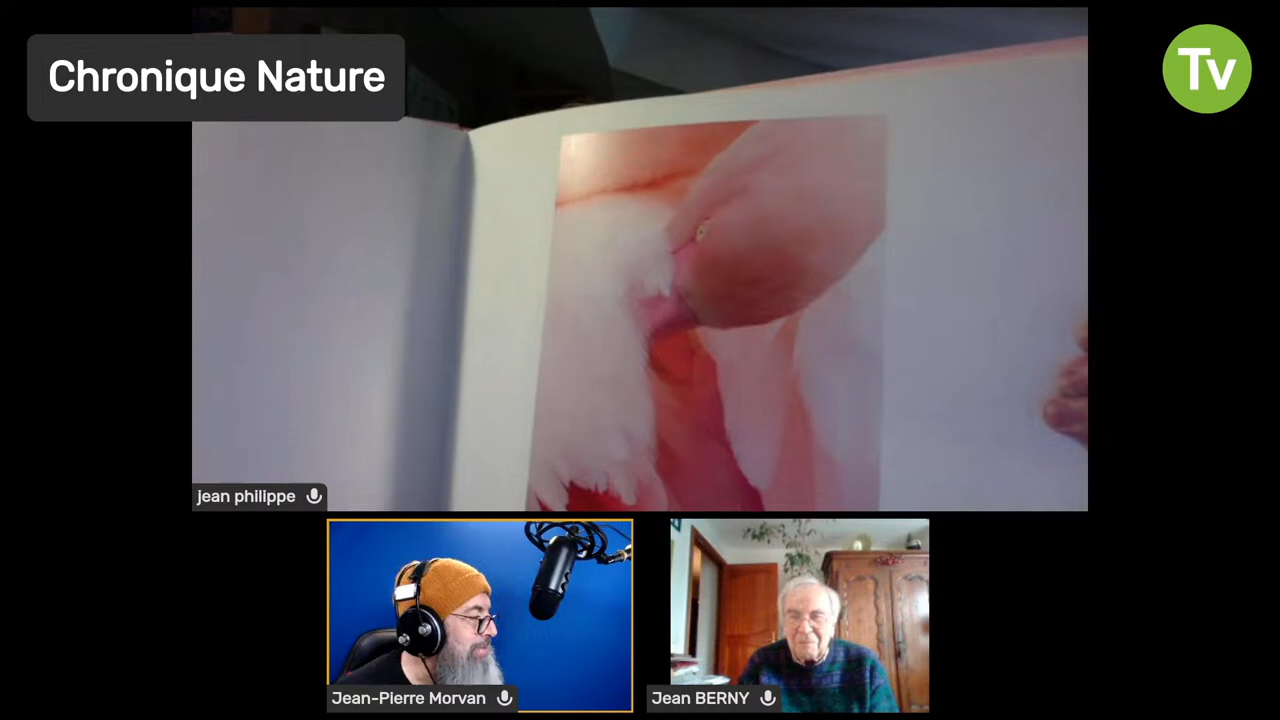 Chronique Nature
Tv
jean philippe
Jean-Pierre Morvan
Jean BERNY